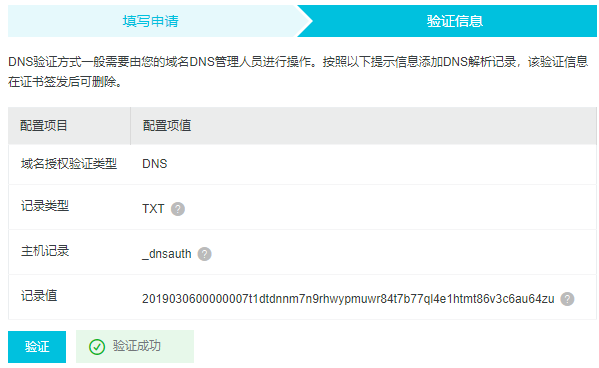 填写申请
验证信息
DNS验证方式一般需要由您的域名DNS管理人员进行操作。按照以下提示信息添加DNS解析记录，该验证信息
在证书签发后可删除。
配置项目 配置项值
域名授权验证类型 DNS
记录类型 TXT ?
主机记录 _dnsauth ?
记录值 2019030600000007t1dtdnnm7n9rhwypmuwr84t7b77ql4e1htmt86v3c6au64zu ?
验证 验证成功